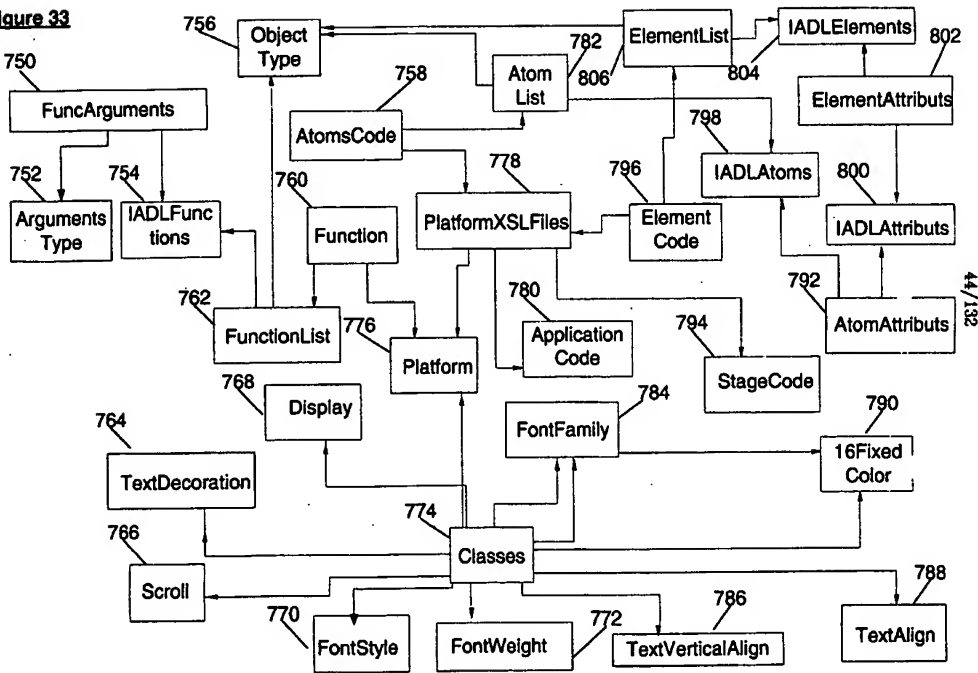 igure 33
756
Object
Type
750
FuncArguments
758
AtomsCode
782
Atom
List
806
ElementList
804
IADLElements
802
ElementAttributs
752
Arguments
Type
754
IADLFunc
tions
760
Function
778
PlatformXSLFiles
796
Element
Code
798
IADLAtoms
800
IADLAttributs
762
FunctionList
776
Platform
780
Application
Code
794
StageCode
792
AtomAttributs
44/132
768
Display
764
TextDecoration
784
FontFamily
790
16Fixed
Color
774
Classes
766
Scroll
770
FontStyle
FontWeight
772
786
TextVerticalAlign
788
TextAlign